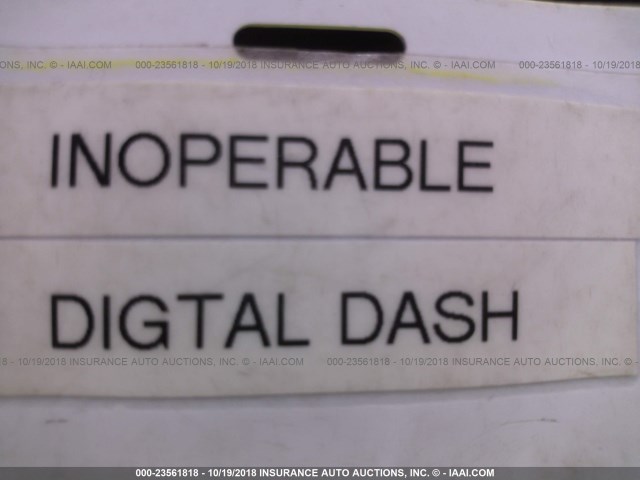 INC. © - IAAI.COM 000-23561818 - 10/19/2018 INSURANCE AUTO AUCTIONS, INC. © - IAAI.COM 000-23561818 - 10/19/2018
INOPERABLE
DIGTAL DASH
- 10/19/2018 INSURANCE AUTO AUCTIONS, INC. © - IAAI.COM 000-23561818 - 10/19/2018 INSURANCE AUTO AUCTIONS, INC. ©
000-23561818 - 10/19/2018 INSURANCE AUTO AUCTIONS, INC. © - IAAI.COM